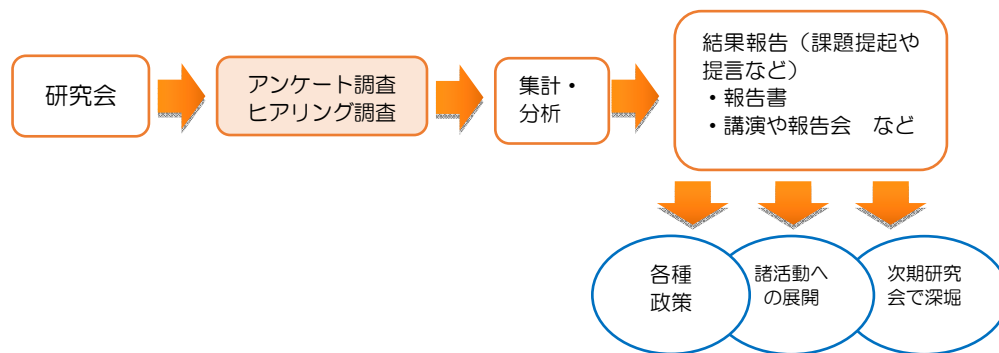 研究会
アンケート調査
ヒアリング調査
集計・
分析
結果報告（課題提起や
提言など）
・報告書
・講演や報告会　など
各種
政策
諸活動へ
の展開
次期研究
会で深堀